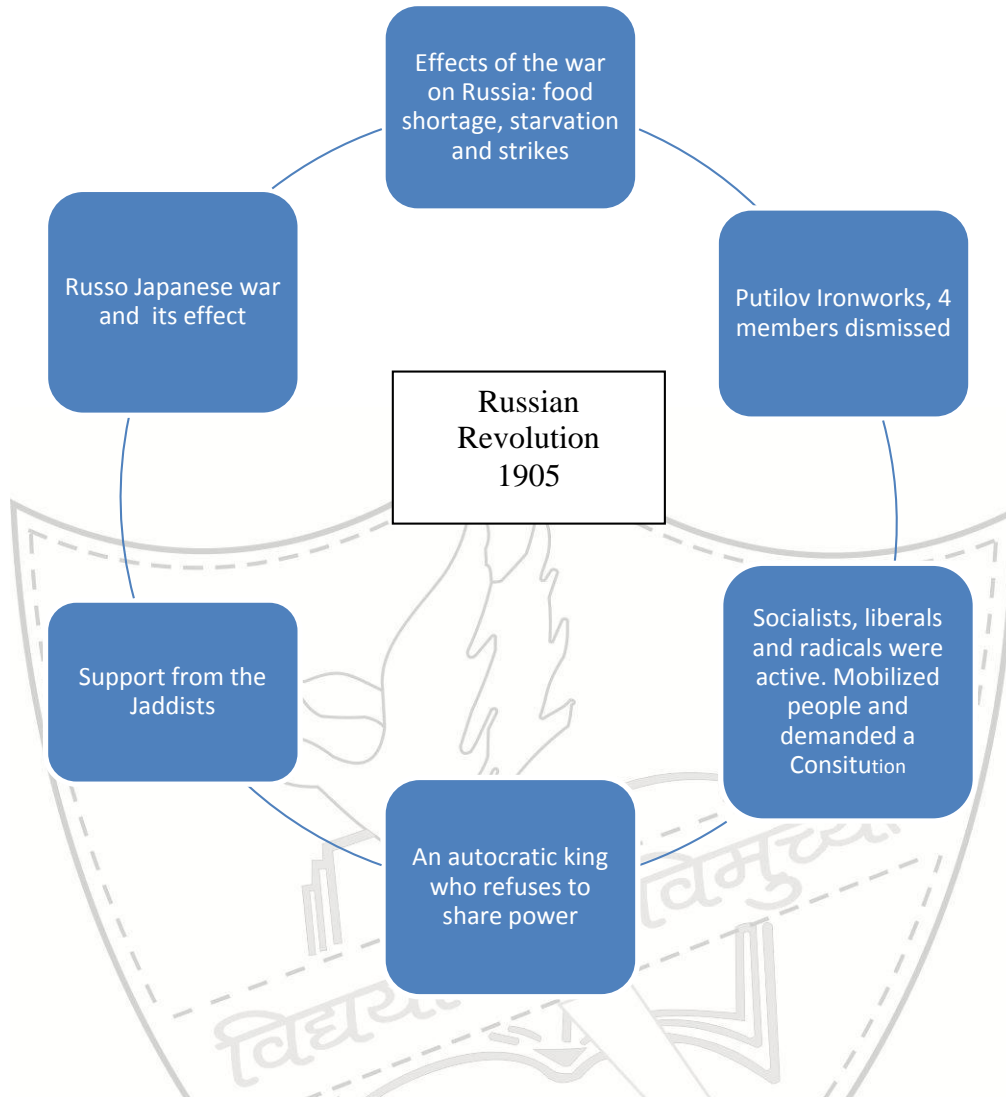 Effects of the war
on Russia: food
shortage, starvation
and strikes
Russo Japanese war
and its effect
Putilov Ironworks, 4
members dismissed
Russian
Revolution
1905
Support from the
Jaddists
Socialists, liberals
and radicals were
active. Mobilized
people and
demanded a
Consitution
An autocratic king
who refuses to
share power